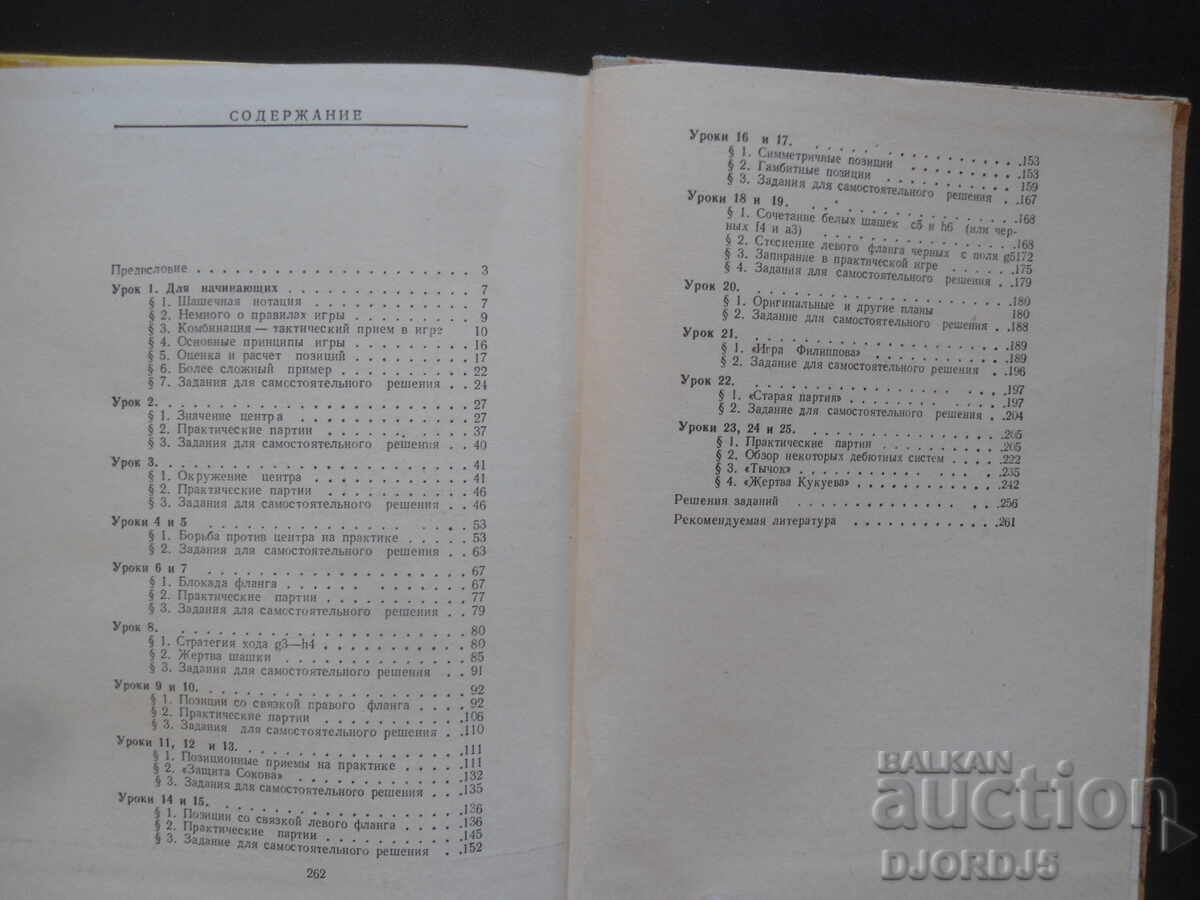 СОДЕРЖАНИЕ
Предисловие . . . . . . . . . . . . . . . . . 3
Урок 1. Для начинающих . . . . . . . . . . . 7
§ 1. Шашечная нотация . . . . . . . . . 7
§ 2. Немного о правилах игры . . . . . . 9
§ 3. Комбинация — тактический прием в игре 10
§ 4. Основные принципы игры . . . . . . 16
§ 5. Оценка и расчет позиций . . . . . . 17
§ 6. Более сложный пример . . . . . . . 22
§ 7. Задания для самостоятельного решения . . 24
Урок 2. . . . . . . . . . . . . . . . . . 27
§ 1. Значение центра . . . . . . . . . . 27
§ 2. Практические партии . . . . . . . . 37
§ 3. Задания для самостоятельного решения . . 40
Урок 3. . . . . . . . . . . . . . . . . . 41
§ 1. Окружение центра . . . . . . . . . 41
§ 2. Практические партии . . . . . . . . 46
§ 3. Задания для самостоятельного решения . . 46
Уроки 4 и 5 . . . . . . . . . . . . . . . 53
§ 1. Борьба против центра на практике . . . . 53
§ 2. Задания для самостоятельного решения . . 63
Уроки 6 и 7 . . . . . . . . . . . . . . . 67
§ 1. Блокада фланга . . . . . . . . . . 67
§ 2. Практические партии . . . . . . . . 77
§ 3. Задания для самостоятельного решения . . 79
Урок 8. . . . . . . . . . . . . . . . . . 80
§ 1. Стратегия хода g3—h4 . . . . . . . . 80
§ 2. Жертва шашки . . . . . . . . . . 85
§ 3. Задания для самостоятельного решения . . 91
Уроки 9 и 10. . . . . . . . . . . . . . . 92
§ 1. Позиции со связкой правого фланга . . . . 92
§ 2. Практические партии . . . . . . . . .106
§ 3. Задания для самостоятельного решения . . .110
Уроки 11, 12 и 13. . . . . . . . . . . . . .111
§ 1. Позиционные приемы на практике . . . . .111
§ 2. «Защита Сокова» . . . . . . . . . .132
§ 3. Задания для самостоятельного решения . . .135
Уроки 14 и 15. . . . . . . . . . . . . . .136
§ 1. Позиции со связкой левого фланга . . . . .136
§ 2. Практические партии . . . . . . . . .145
§ 3. Задание для самостоятельного решения . . .152
262
Уроки 16 и 17. . . . . . . . . . . . . . .153
§ 1. Симметричные позиции . . . . . . . .153
§ 2. Гамбитные позиции . . . . . . . . . 159
§ 3. Задания для самостоятельного решения . .167
Уроки 18 и 19. . . . . . . . . . . . . . .168
§ 1. Сочетание белых шашек c5 и h6 (или чер-
ных f4 и a3) . . . . . . . . . . . . .168
§ 2. Стеснение левого фланга черных с поля g5172
§ 3. Запирание в практической игре . . . . . .175
§ 4. Задания для самостоятельного решения . .179
Урок 20. . . . . . . . . . . . . . . . . .180
§ 1. Оригинальные и другие планы 180
§ 2. Задание для самостоятельного решения . .188
Урок 21. . . . . . . . . . . . . . . . . .189
§ 1. «Игра Филиппова» . . . . . . . . . .189
§ 2. Задание для самостоятельного решения . .196
Урок 22. . . . . . . . . . . . . . . . . .197
§ 1. «Старая партия» . . . . . . . . . . .197
§ 2. Задание для самостоятельного решения . .204
Уроки 23, 24 и 25. . . . . . . . . . . . . .205
§ 1. Практические партии . . . . . . . . .205
§ 2. Обзор некоторых дебютных систем . . . . .222
§ 3. «Тычок» . . . . . . . . . . . . . .235
§ 4. «Жертва Кукуева» . . . . . . . . . .242
Решения заданий . . . . . . . . . . . . .256
Рекомендуемая литература . . . . . . . . . .261
BALKAN
auction
DJORDJ5